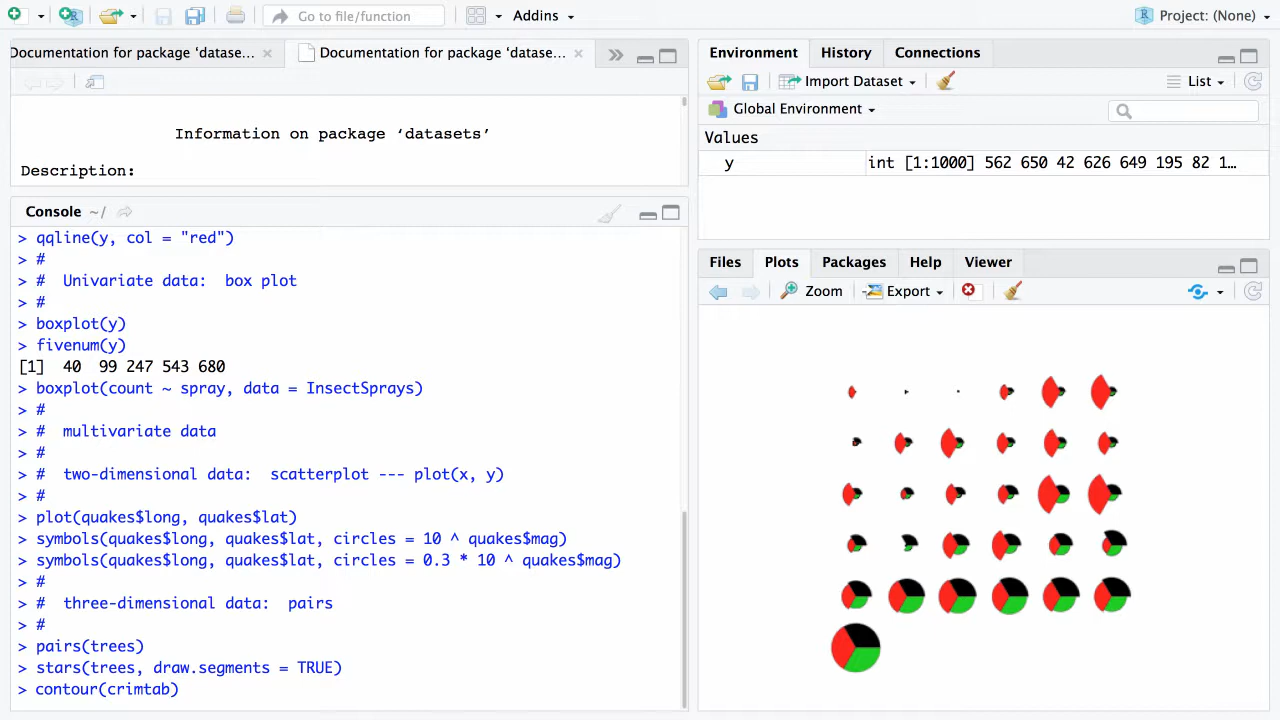 Go to file/function
Addins
Project: (None)
Documentation for package ‘datase...
Documentation for package ‘datase...
Information on package ‘datasets’
Description:
Console ~/
> qqline(y, col = "red")
> #
> #  Univariate data:  box plot
> #
> boxplot(y)
> fivenum(y)
[1]  40  99 247 543 680
> boxplot(count ~ spray, data = InsectSprays)
> #
> #  multivariate data
> #
> #  two-dimensional data:  scatterplot --- plot(x, y)
> #
> plot(quakes$long, quakes$lat)
> symbols(quakes$long, quakes$lat, circles = 10 ^ quakes$mag)
> symbols(quakes$long, quakes$lat, circles = 0.3 * 10 ^ quakes$mag)
> #
> #  three-dimensional data:  pairs
> #
> pairs(trees)
> stars(trees, draw.segments = TRUE)
> contour(crimtab)
Environment History Connections
Import Dataset List
Global Environment
Values
y int [1:1000] 562 650 42 626 649 195 82 1...
Files Plots Packages Help Viewer
Zoom Export